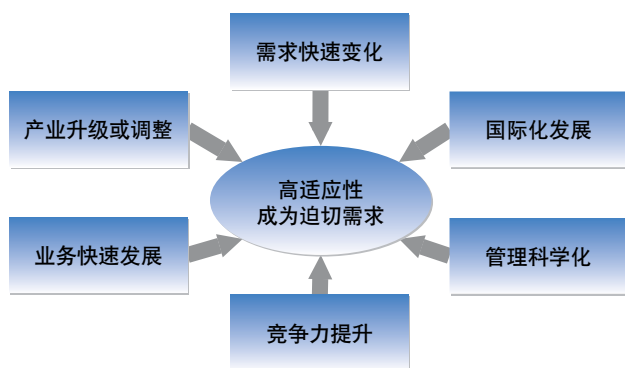 需求快速变化
产业升级或调整
国际化发展
高适应性
成为迫切需求
业务快速发展
管理科学化
竞争力提升